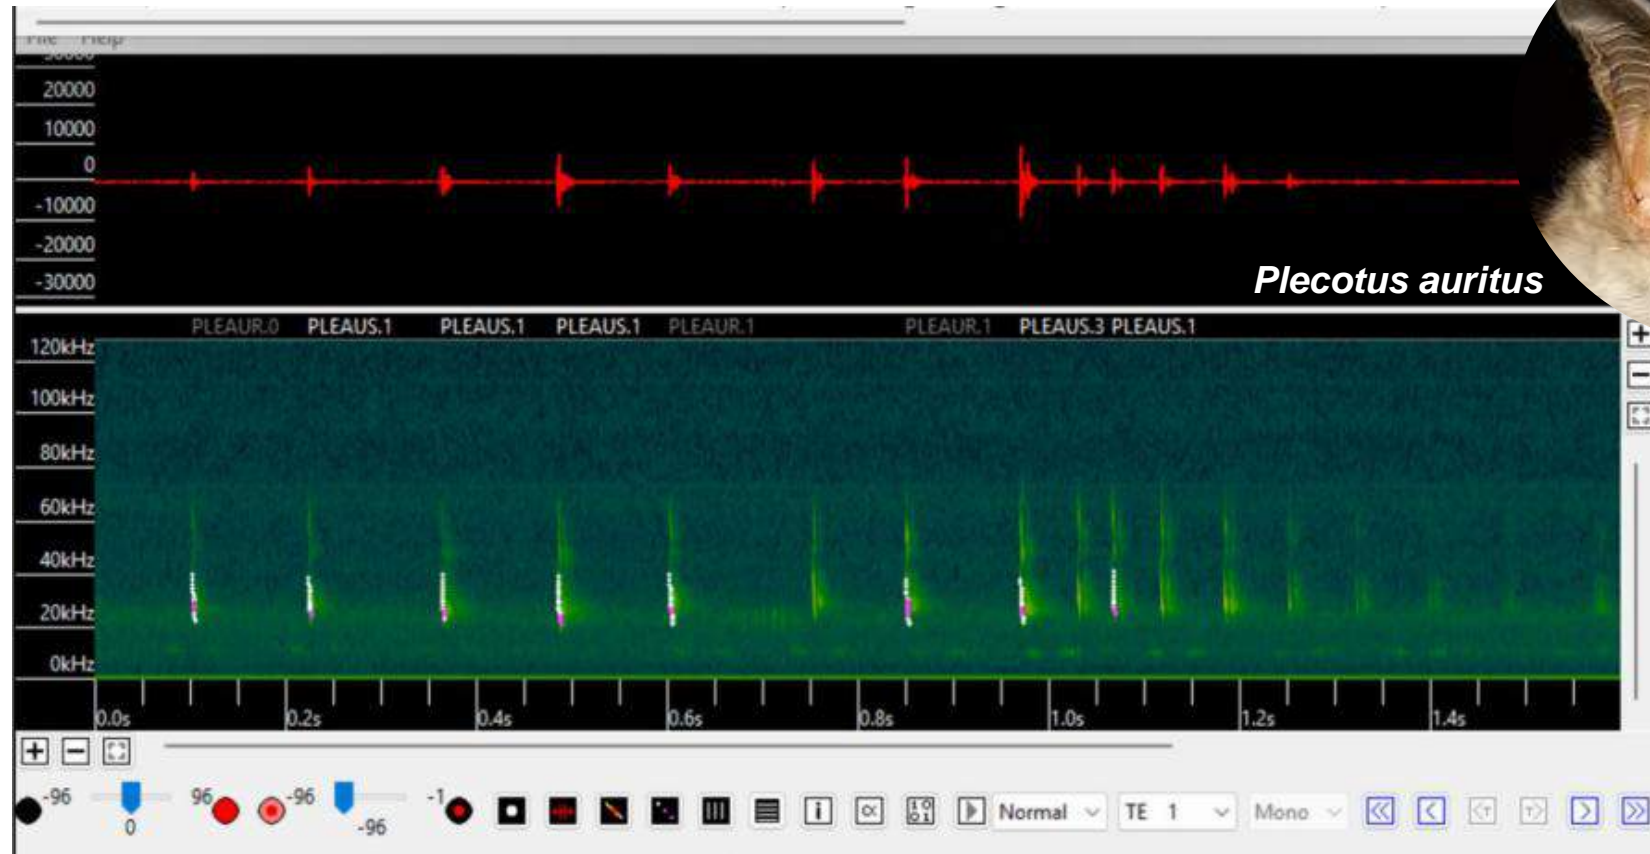 20000
10000
0
-10000
-20000
-30000
Plecotus auritus
PLEAUR.0 PLEAUS.1 PLEAUS.1 PLEAUS.1 PLEAUR.1 PLEAUR.1 PLEAUS.3 PLEAUS.1
120kHz
100kHz
80kHz
60kHz
40kHz
20kHz
0kHz
0.0s 0.2s 0.4s 0.6s 0.8s 1.0s 1.2s 1.4s
-96 0 96 -96 -96 -1 Normal TE 1 Mono